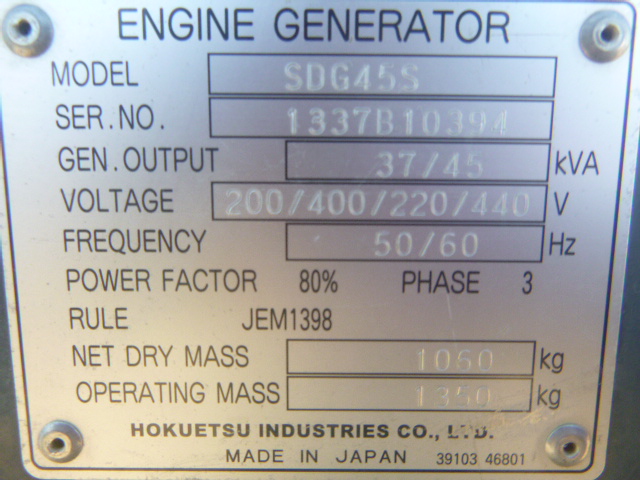 ENGINE GENERATOR
MODEL SDG45S
SER.NO. 1337B10394
GEN.OUTPUT 37/45 kVA
VOLTAGE 200/400/220/440 V
FREQUENCY 50/60 Hz
POWER FACTOR 80% PHASE 3
RULE JEM1398
NET DRY MASS 1060 kg
OPERATING MASS 1350 kg
HOKUETSU INDUSTRIES CO., LTD.
MADE IN JAPAN 39103 46801